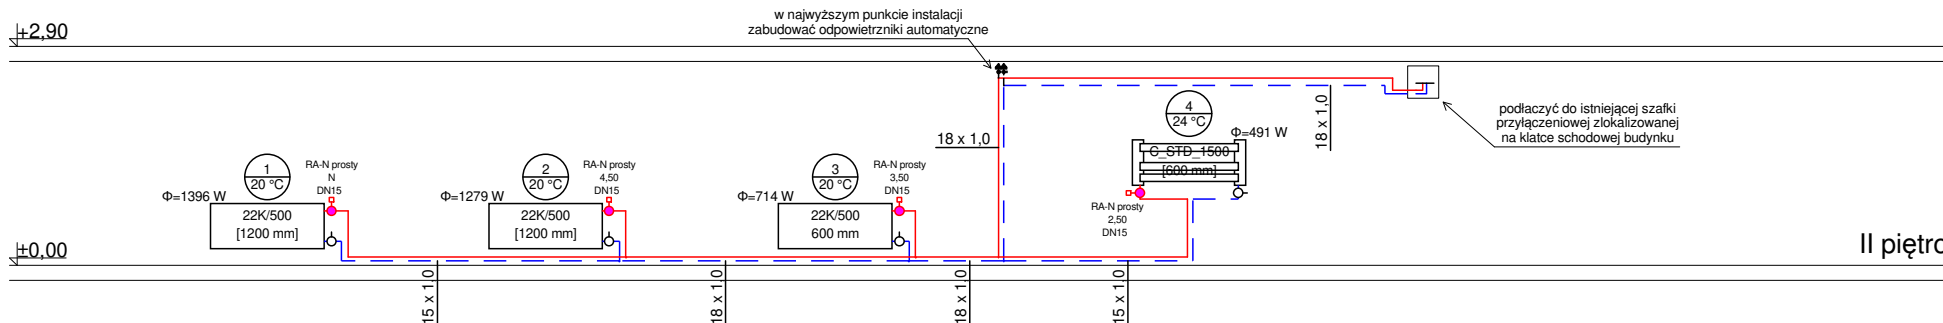 +2,90
w najwyższym punkcie instalacji
zabudować odpowietrzniki automatyczne
podłaczyć do istniejącej szafki
przyłączeniowej zlokalizowanej
na klatce schodowej budynku
18 x 1,0
18 x 1,0
4
24 °C
Φ=491 W
C_STD_1500
[600 mm]
RA-N prosty
2,50
DN15
1
20 °C
RA-N prosty
N
DN15
Φ=1396 W
22K/500
[1200 mm]
2
20 °C
RA-N prosty
4,50
DN15
Φ=1279 W
22K/500
[1200 mm]
3
20 °C
RA-N prosty
3,50
DN15
Φ=714 W
22K/500
600 mm
±0,00
II piętro
15 x 1,0
18 x 1,0
18 x 1,0
15 x 1,0